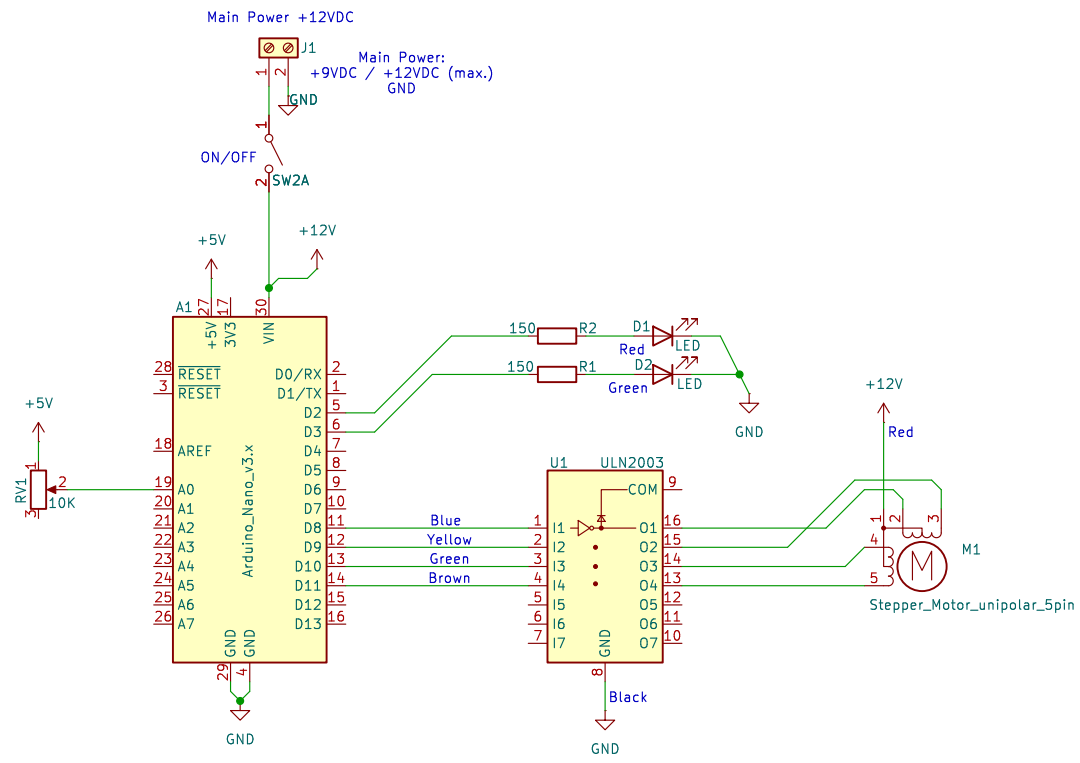 Main Power +12VDC
J1
1
2
Main Power:
+9VDC / +12VDC (max.)
GND
GND
1
ON/OFF
2
SW2A
+5V
+12V
A1
27
17
30
+5V
3V3
VIN
28 RESET
3 RESET
18 AREF
19 A0
20 A1
21 A2
22 A3
23 A4
24 A5
25 A6
26 A7
Arduino_Nano_v3.x
D0/RX 2
D1/TX 1
D2 5
D3 6
D4 7
D5 8
D6 9
D7 10
D8 11
D9 12
D10 13
D11 14
D12 15
D13 16
GND
GND
29
4
GND
+5V
1
RV1
2
10K
3
150 R2
D1
LED
Red
150 R1
D2
LED
Green
GND
Blue
Yellow
Green
Brown
U1 ULN2003
COM 9
1 I1
2 I2
3 I3
4 I4
5 I5
6 I6
7 I7
O1 16
O2 15
O3 14
O4 13
O5 12
O6 11
O7 10
GND
8
Black
GND
+12V
Red
1
2
3
4
5
M
M1
Stepper_Motor_unipolar_5pin